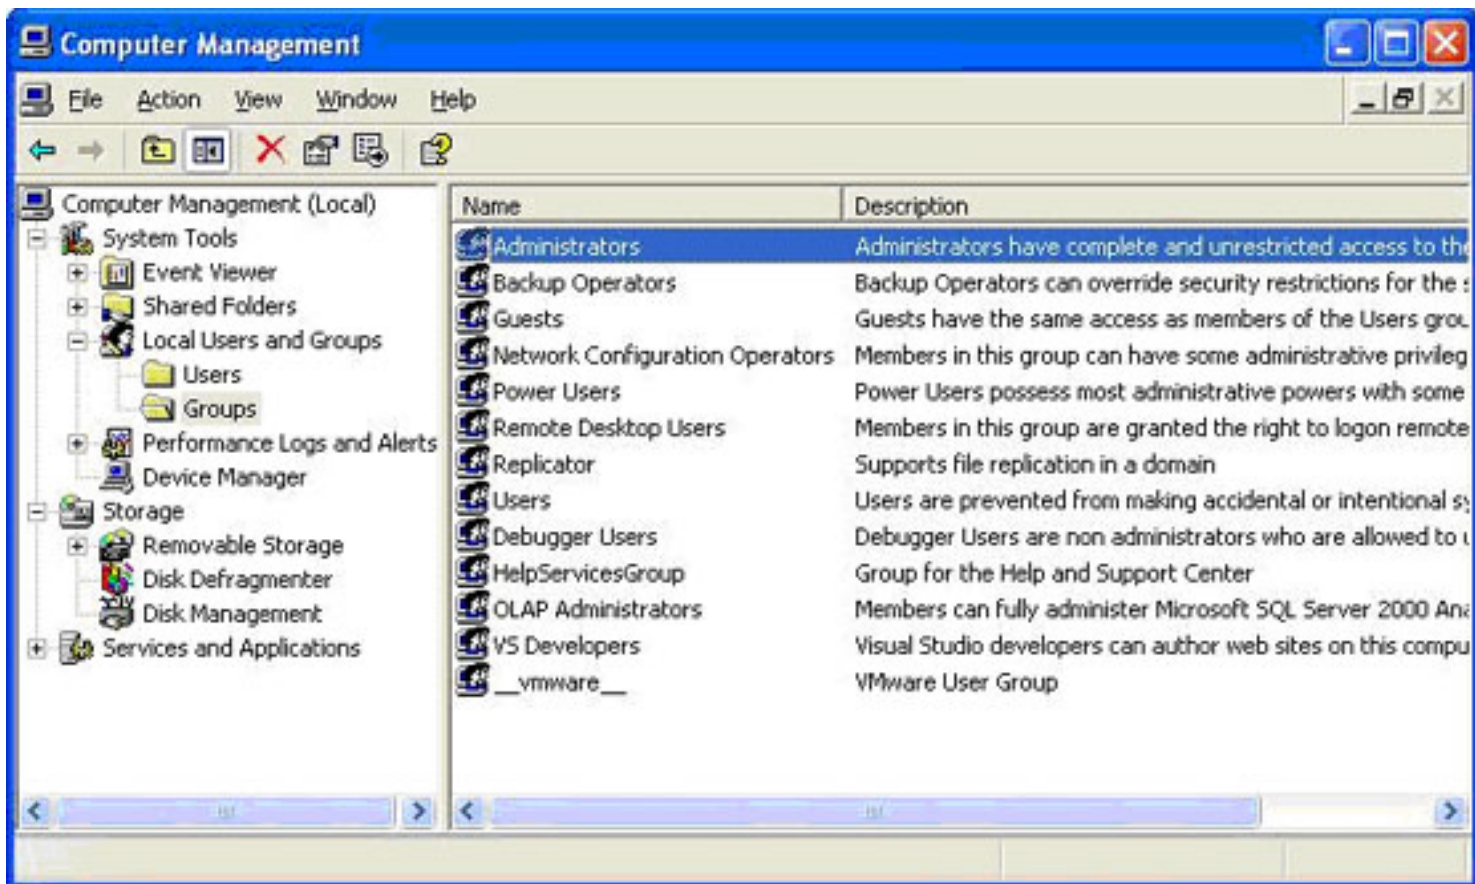 Computer Management
File Action View Window Help
Computer Management (Local)
System Tools
Event Viewer
Shared Folders
Local Users and Groups
Users
Groups
Performance Logs and Alerts
Device Manager
Storage
Removable Storage
Disk Defragmenter
Disk Management
Services and Applications
Name Description
Administrators Administrators have complete and unrestricted access to the
Backup Operators Backup Operators can override security restrictions for the
Guests Guests have the same access as members of the Users
Network Configuration Operators Members in this group can have some administrative
Power Users Power Users possess most administrative powers with some
Remote Desktop Users Members in this group are granted the right to logon
Replicator Supports file replication in a domain
Users Users are prevented from making accidental or intentional
Debugger Users Debugger Users are non administrators who are allowed to
HelpServicesGroup Group for the Help and Support Center
OLAP Administrators Members can fully administer Microsoft SQL Server 2000
VS Developers Visual Studio developers can author web sites on this
__vmware__ VMware User Group